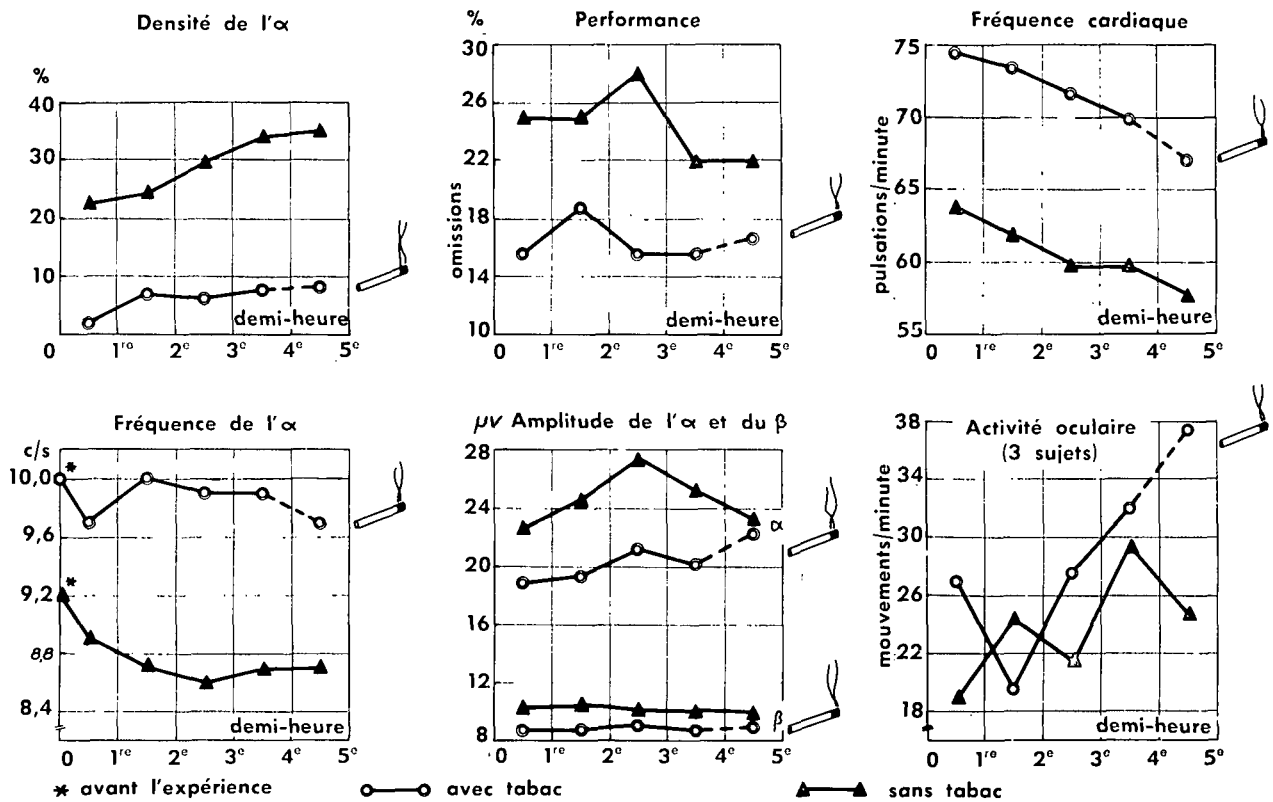 Densité de l'α
%
40
30
20
10
demi-heure
0 1re 2e 3e 4e 5e
Performance
%
30
26
22
18
14
10
omissions
demi-heure
0 1re 2e 3e 4e 5e
Fréquence cardiaque
75
70
65
60
55
pulsations/minute
demi-heure
0 1re 2e 3e 4e 5e
Fréquence de l'α
c/s
*
10,0
9,6
*
9,2
8,8
8,4
demi-heure
0 1re 2e 3e 4e 5e
μv Amplitude de l'α et du β
28
24
α
20
16
12
β
8
0 1re 2e 3e 4e 5e
Activité oculaire
(3 sujets)
38
34
30
26
22
18
mouvements/minute
demi-heure
0 1re 2e 3e 4e 5e
* avant l'expérience avec tabac sans tabac